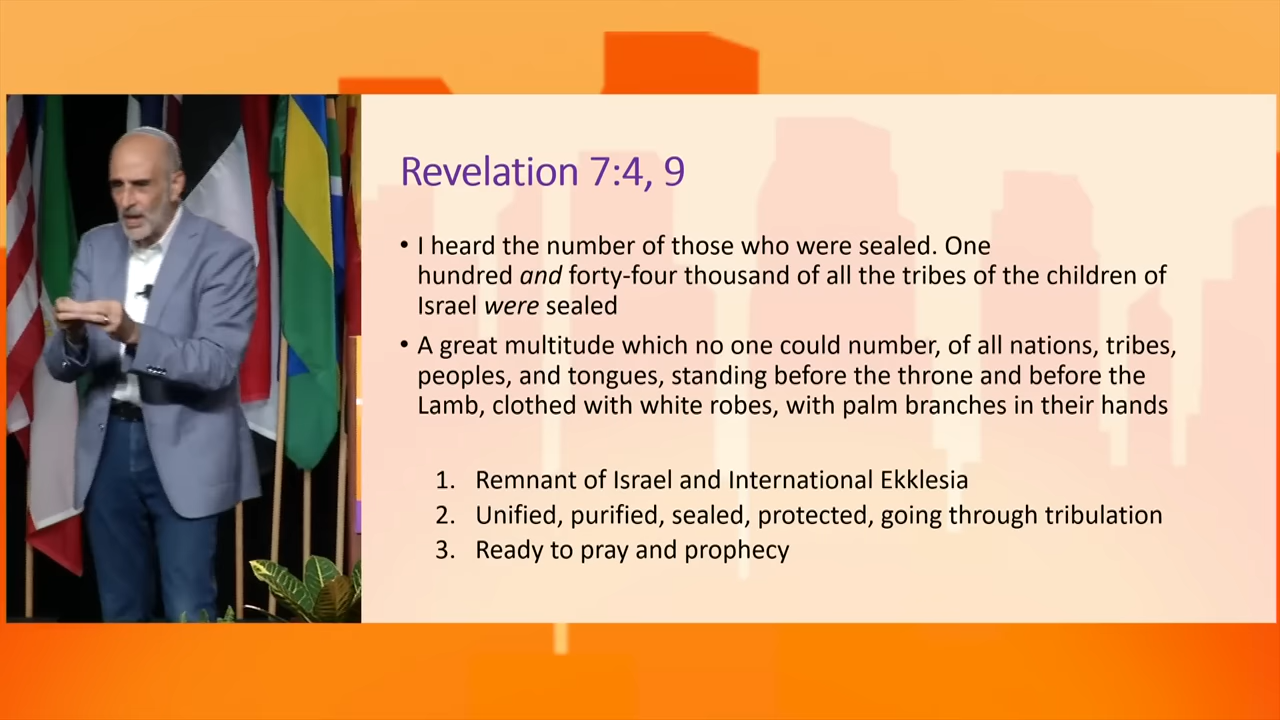 Revelation 7:4, 9
• I heard the number of those who were sealed. One
hundred and forty-four thousand of all the tribes of the children of
Israel were sealed
• A great multitude which no one could number, of all nations, tribes,
peoples, and tongues, standing before the throne and before the
Lamb, clothed with white robes, with palm branches in their hands
1. Remnant of Israel and International Ekklesia
2. Unified, purified, sealed, protected, going through tribulation
3. Ready to pray and prophecy